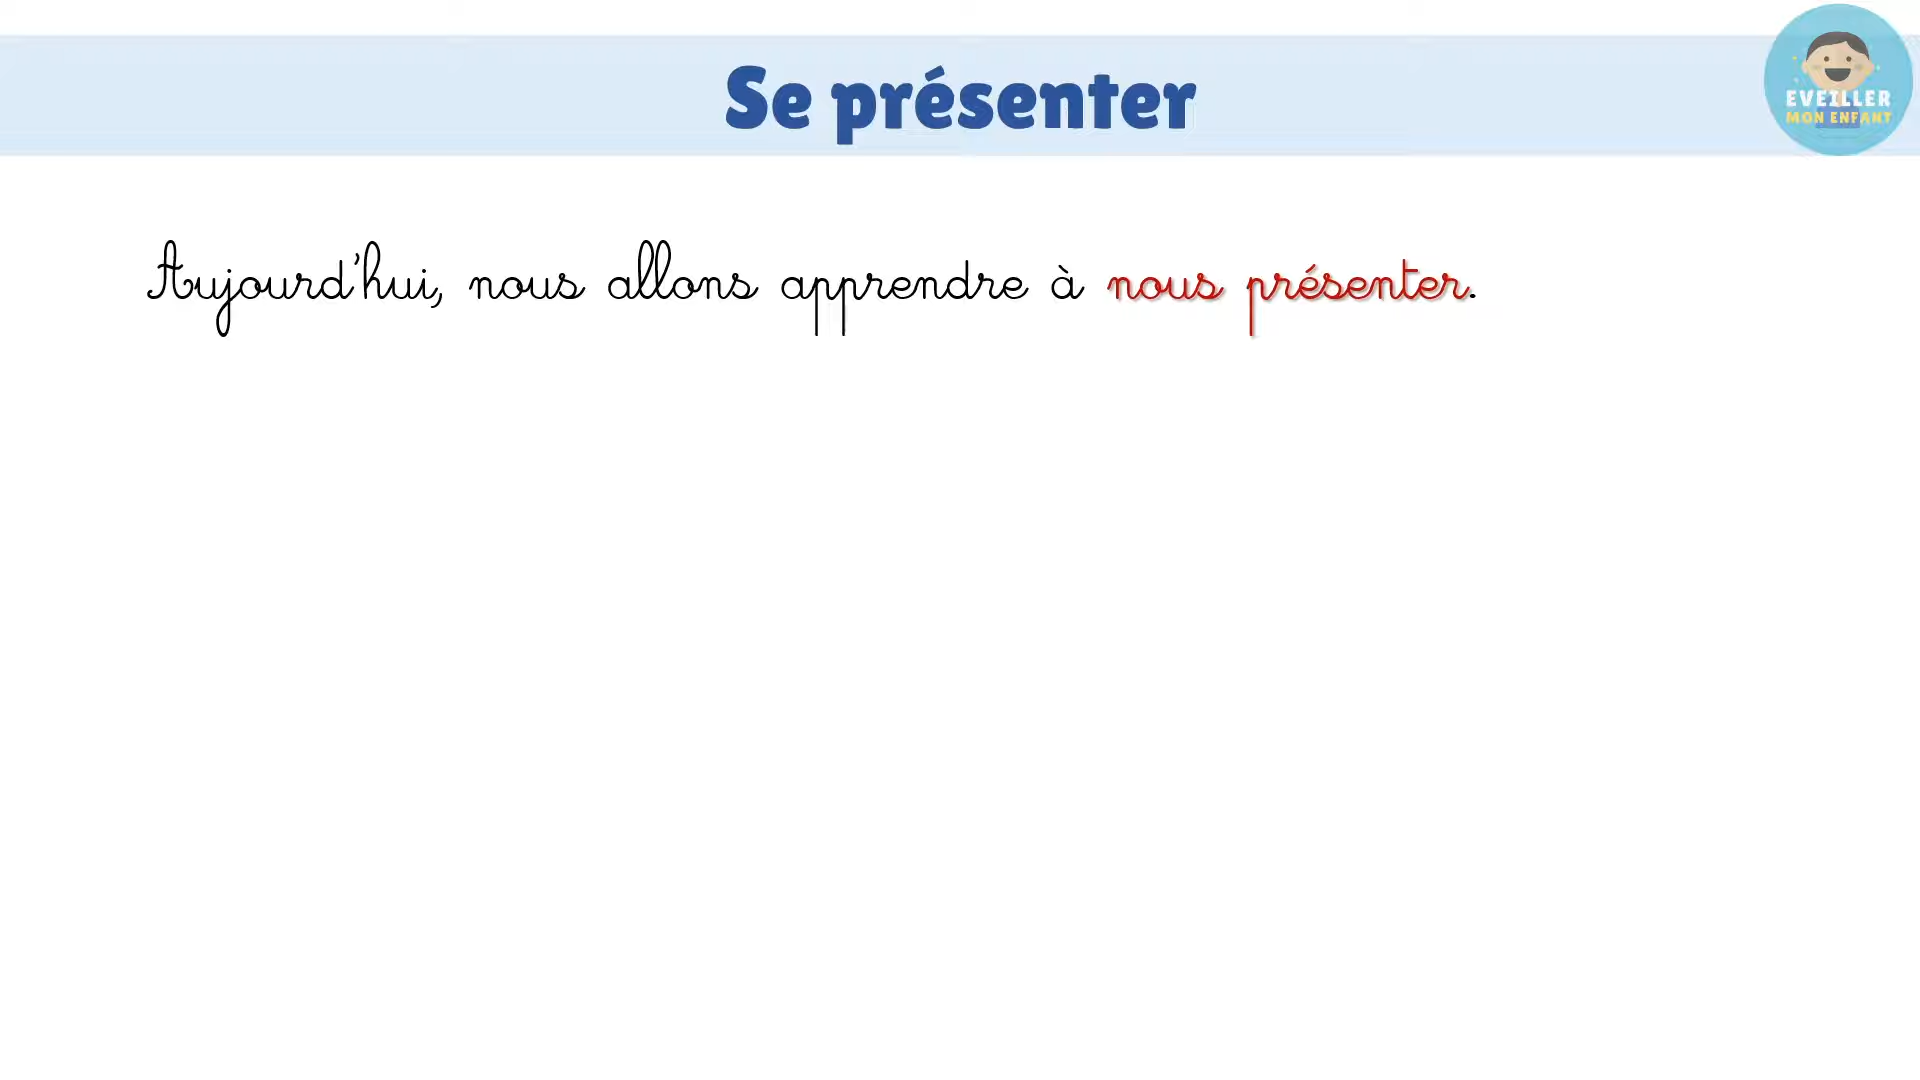 Se présenter
EVEILLER
MON ENFANT
Aujourd'hui, nous allons apprendre à nous présenter.